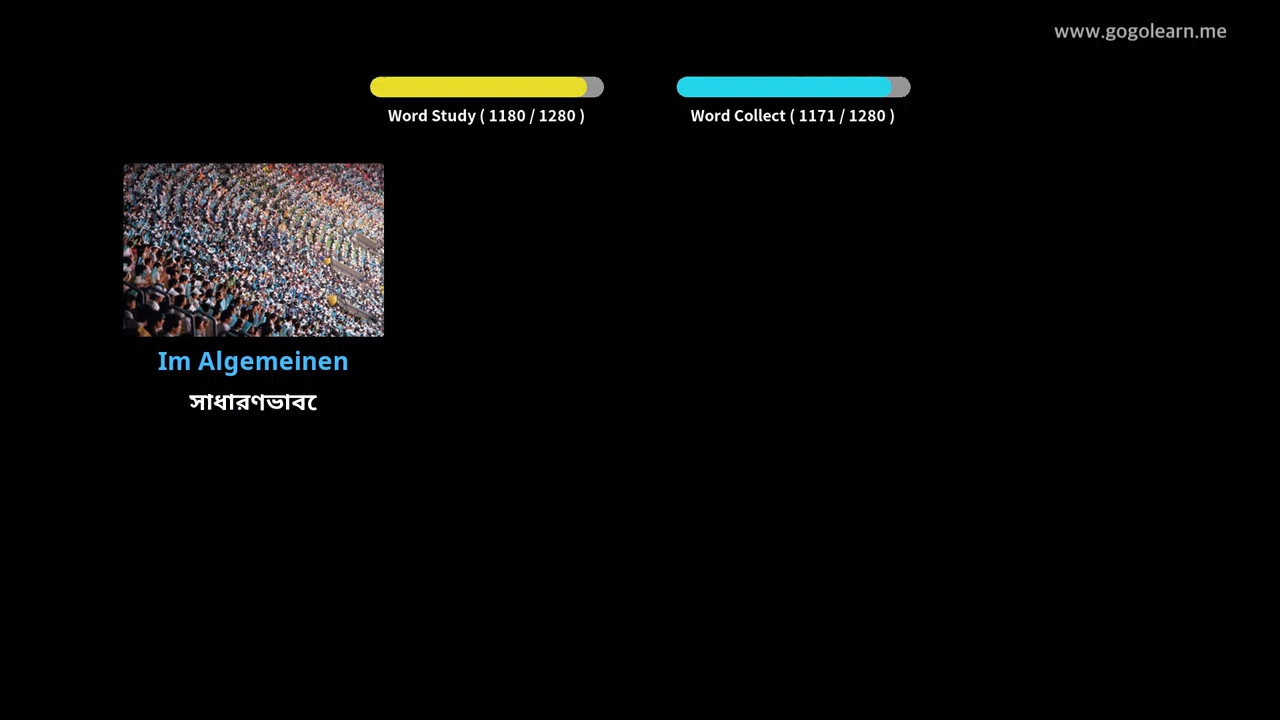 www.gogolearn.me
Word Study ( 1180 / 1280 )
Word Collect ( 1171 / 1280 )
Im Algemeinen
সাধারণভাবে